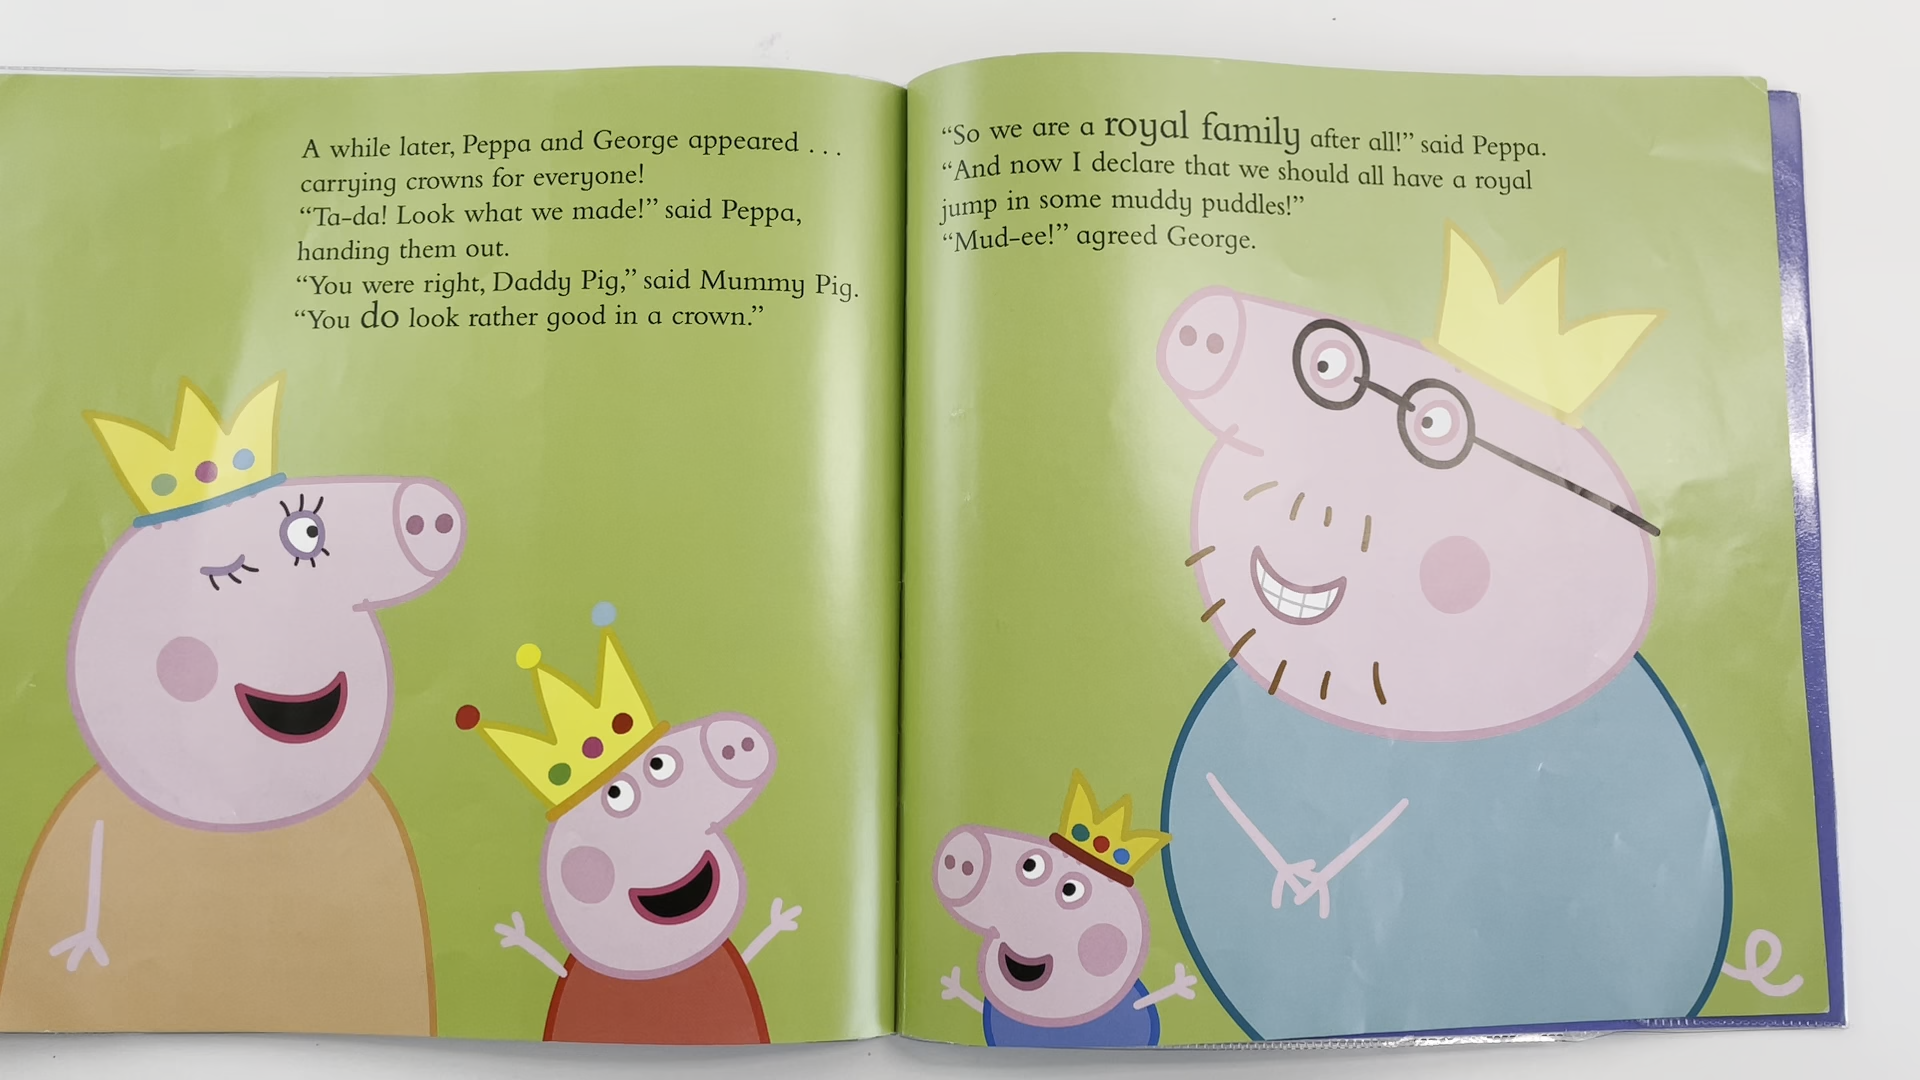 A while later, Peppa and George appeared . . .
carrying crowns for everyone!
“Ta-da! Look what we made!” said Peppa,
handing them out.
“You were right, Daddy Pig,” said Mummy Pig.
“You do look rather good in a crown.”
“So we are a royal family after all!” said Peppa.
“And now I declare that we should all have a royal
jump in some muddy puddles!”
“Mud-ee!” agreed George.